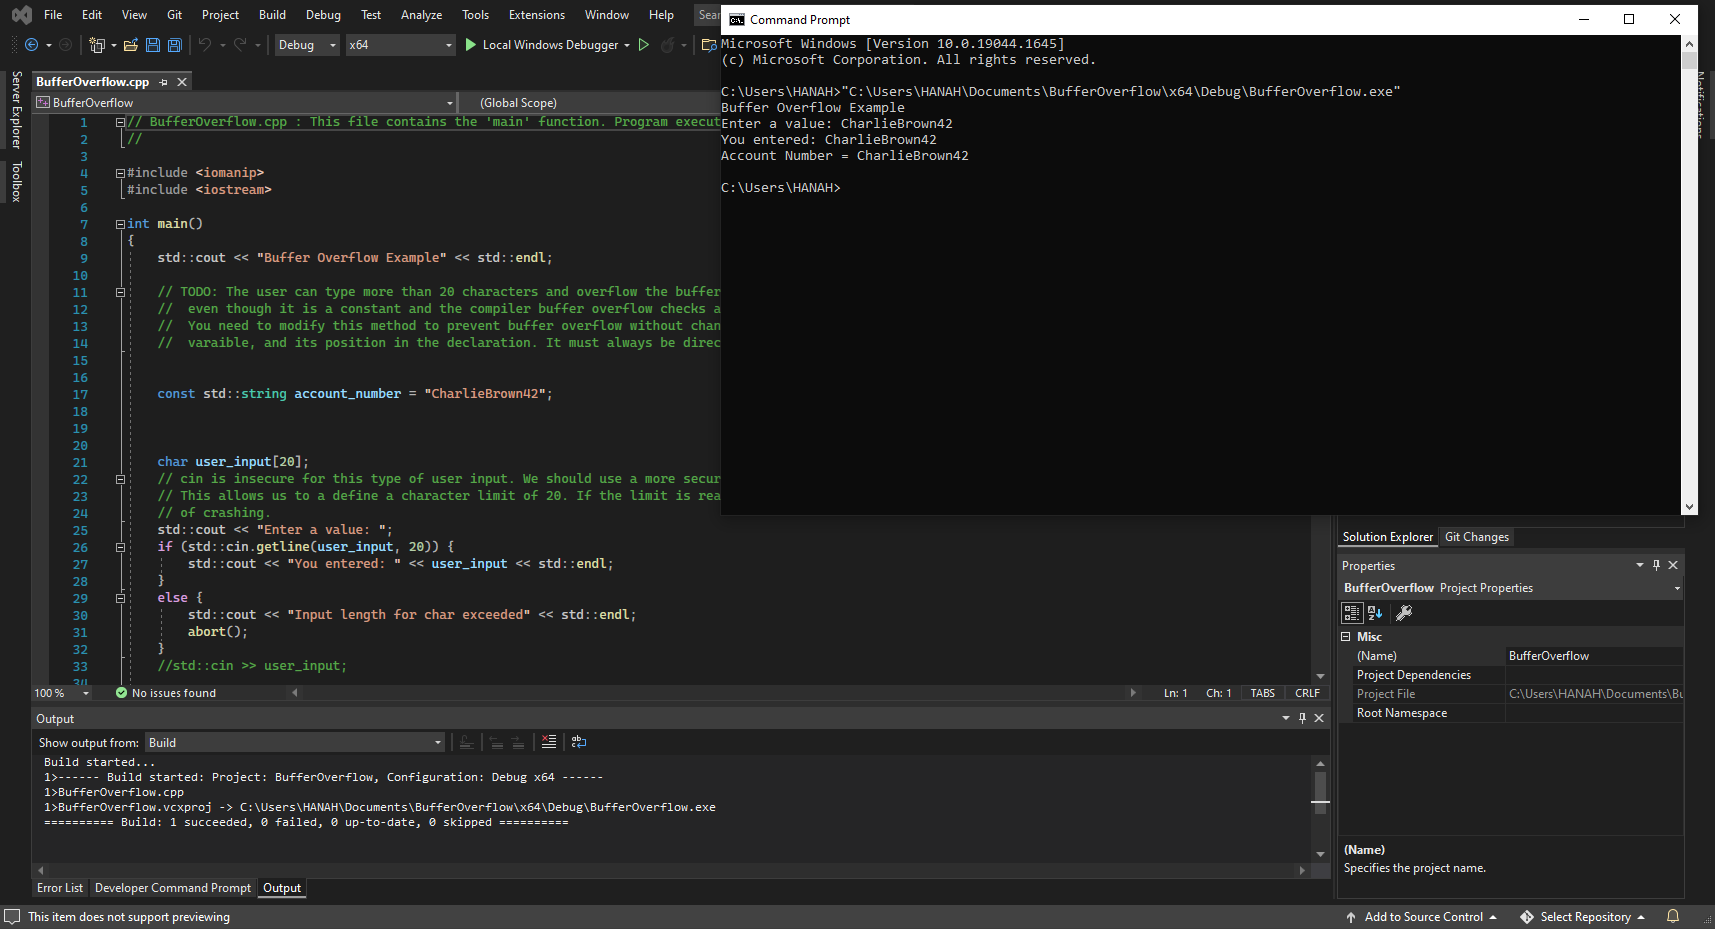 File Edit View Git Project Build Debug Test Analyze Tools Extensions Window Help Sear
Debug x64 Local Windows Debugger
Server Explorer
Toolbox
BufferOverflow.cpp
BufferOverflow (Global Scope)
1 // BufferOverflow.cpp : This file contains the 'main' function. Program execut
2 //
3
4 #include <iomanip>
5 #include <iostream>
6
7 int main()
8 {
9 std::cout << "Buffer Overflow Example" << std::endl;
10
11 // TODO: The user can type more than 20 characters and overflow the buffer
12 // even though it is a constant and the compiler buffer overflow checks a
13 // You need to modify this method to prevent buffer overflow without chan
14 // varaible, and its position in the declaration. It must always be direc
15
16
17 const std::string account_number = "CharlieBrown42";
18
19
20
21 char user_input[20];
22 // cin is insecure for this type of user input. We should use a more secur
23 // This allows us to a define a character limit of 20. If the limit is rea
24 // of crashing.
25 std::cout << "Enter a value: ";
26 if (std::cin.getline(user_input, 20)) {
27 std::cout << "You entered: " << user_input << std::endl;
28 }
29 else {
30 std::cout << "Input length for char exceeded" << std::endl;
31 abort();
32 }
33 //std::cin >> user_input;
34
100 % No issues found Ln: 1 Ch: 1 TABS CRLF
Command Prompt
Microsoft Windows [Version 10.0.19044.1645]
(c) Microsoft Corporation. All rights reserved.
C:\Users\HANAH>"C:\Users\HANAH\Documents\BufferOverflow\x64\Debug\BufferOverflow.exe"
Buffer Overflow Example
Enter a value: CharlieBrown42
You entered: CharlieBrown42
Account Number = CharlieBrown42
C:\Users\HANAH>
Notifications
Output
Show output from: Build
Build started...
1>------ Build started: Project: BufferOverflow, Configuration: Debug x64 ------
1>BufferOverflow.cpp
1>BufferOverflow.vcxproj -> C:\Users\HANAH\Documents\BufferOverflow\x64\Debug\BufferOverflow.exe
========== Build: 1 succeeded, 0 failed, 0 up-to-date, 0 skipped ==========
Error List Developer Command Prompt Output
Solution Explorer Git Changes
Properties
BufferOverflow Project Properties
Misc
(Name) BufferOverflow
Project Dependencies
Project File C:\Users\HANAH\Documents\Bu
Root Namespace
(Name)
Specifies the project name.
This item does not support previewing Add to Source Control Select Repository